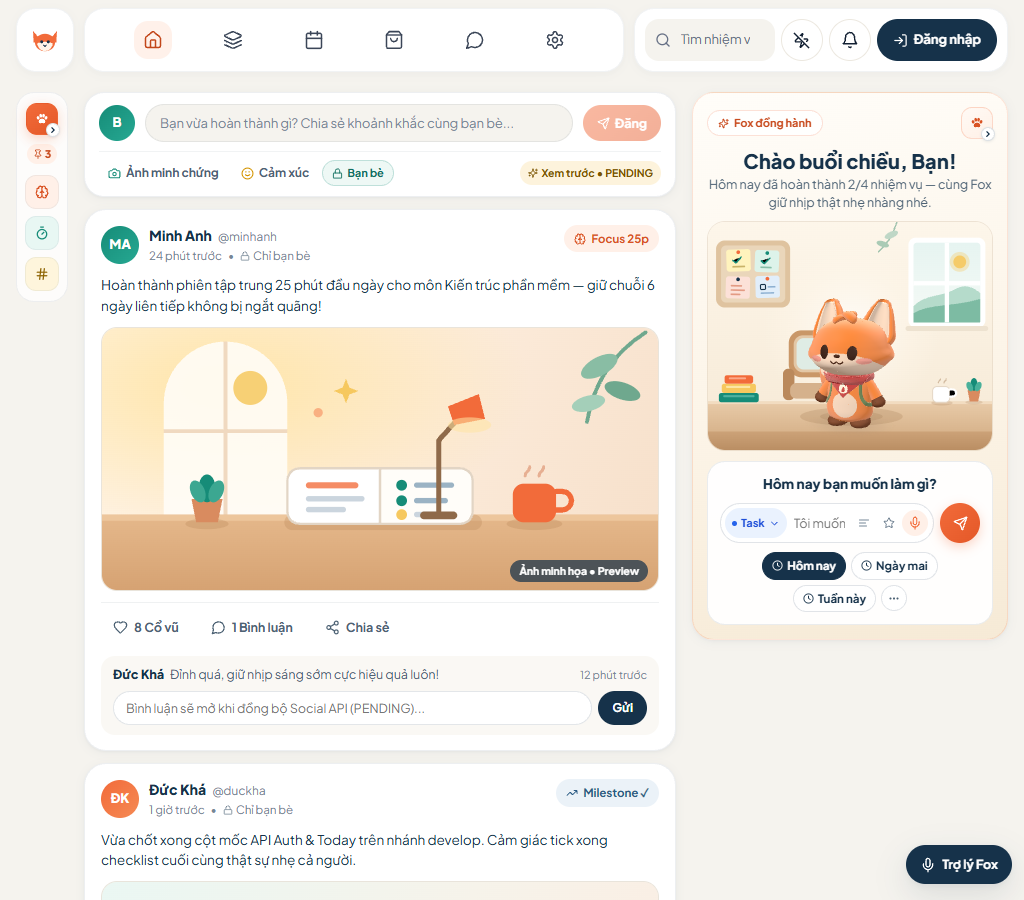 Tìm nhiệm v
Đăng nhập
3
B
Bạn vừa hoàn thành gì? Chia sẻ khoảnh khắc cùng bạn bè...
Đăng
Ảnh minh chứng
Cảm xúc
Bạn bè
Xem trước • PENDING
MA
Minh Anh @minhanh
24 phút trước • Chỉ bạn bè
Focus 25p
Hoàn thành phiên tập trung 25 phút đầu ngày cho môn Kiến trúc phần mềm — giữ chuỗi 6
ngày liên tiếp không bị ngắt quãng!
Ảnh minh họa • Preview
8 Cổ vũ
1 Bình luận
Chia sẻ
Đức Khá Đỉnh quá, giữ nhịp sáng sớm cực hiệu quả luôn!
12 phút trước
Bình luận sẽ mở khi đồng bộ Social API (PENDING)...
Gửi
ĐK
Đức Khá @duckha
1 giờ trước • Chỉ bạn bè
Milestone ✓
Vừa chốt xong cột mốc API Auth & Today trên nhánh develop. Cảm giác tick xong
checklist cuối cùng thật sự nhẹ cả người.
Fox đồng hành
Chào buổi chiều, Bạn!
Hôm nay đã hoàn thành 2/4 nhiệm vụ — cùng Fox
giữ nhịp thật nhẹ nhàng nhé.
Hôm nay bạn muốn làm gì?
Task
Tôi muốn
Hôm nay
Ngày mai
Tuần này
Trợ lý Fox